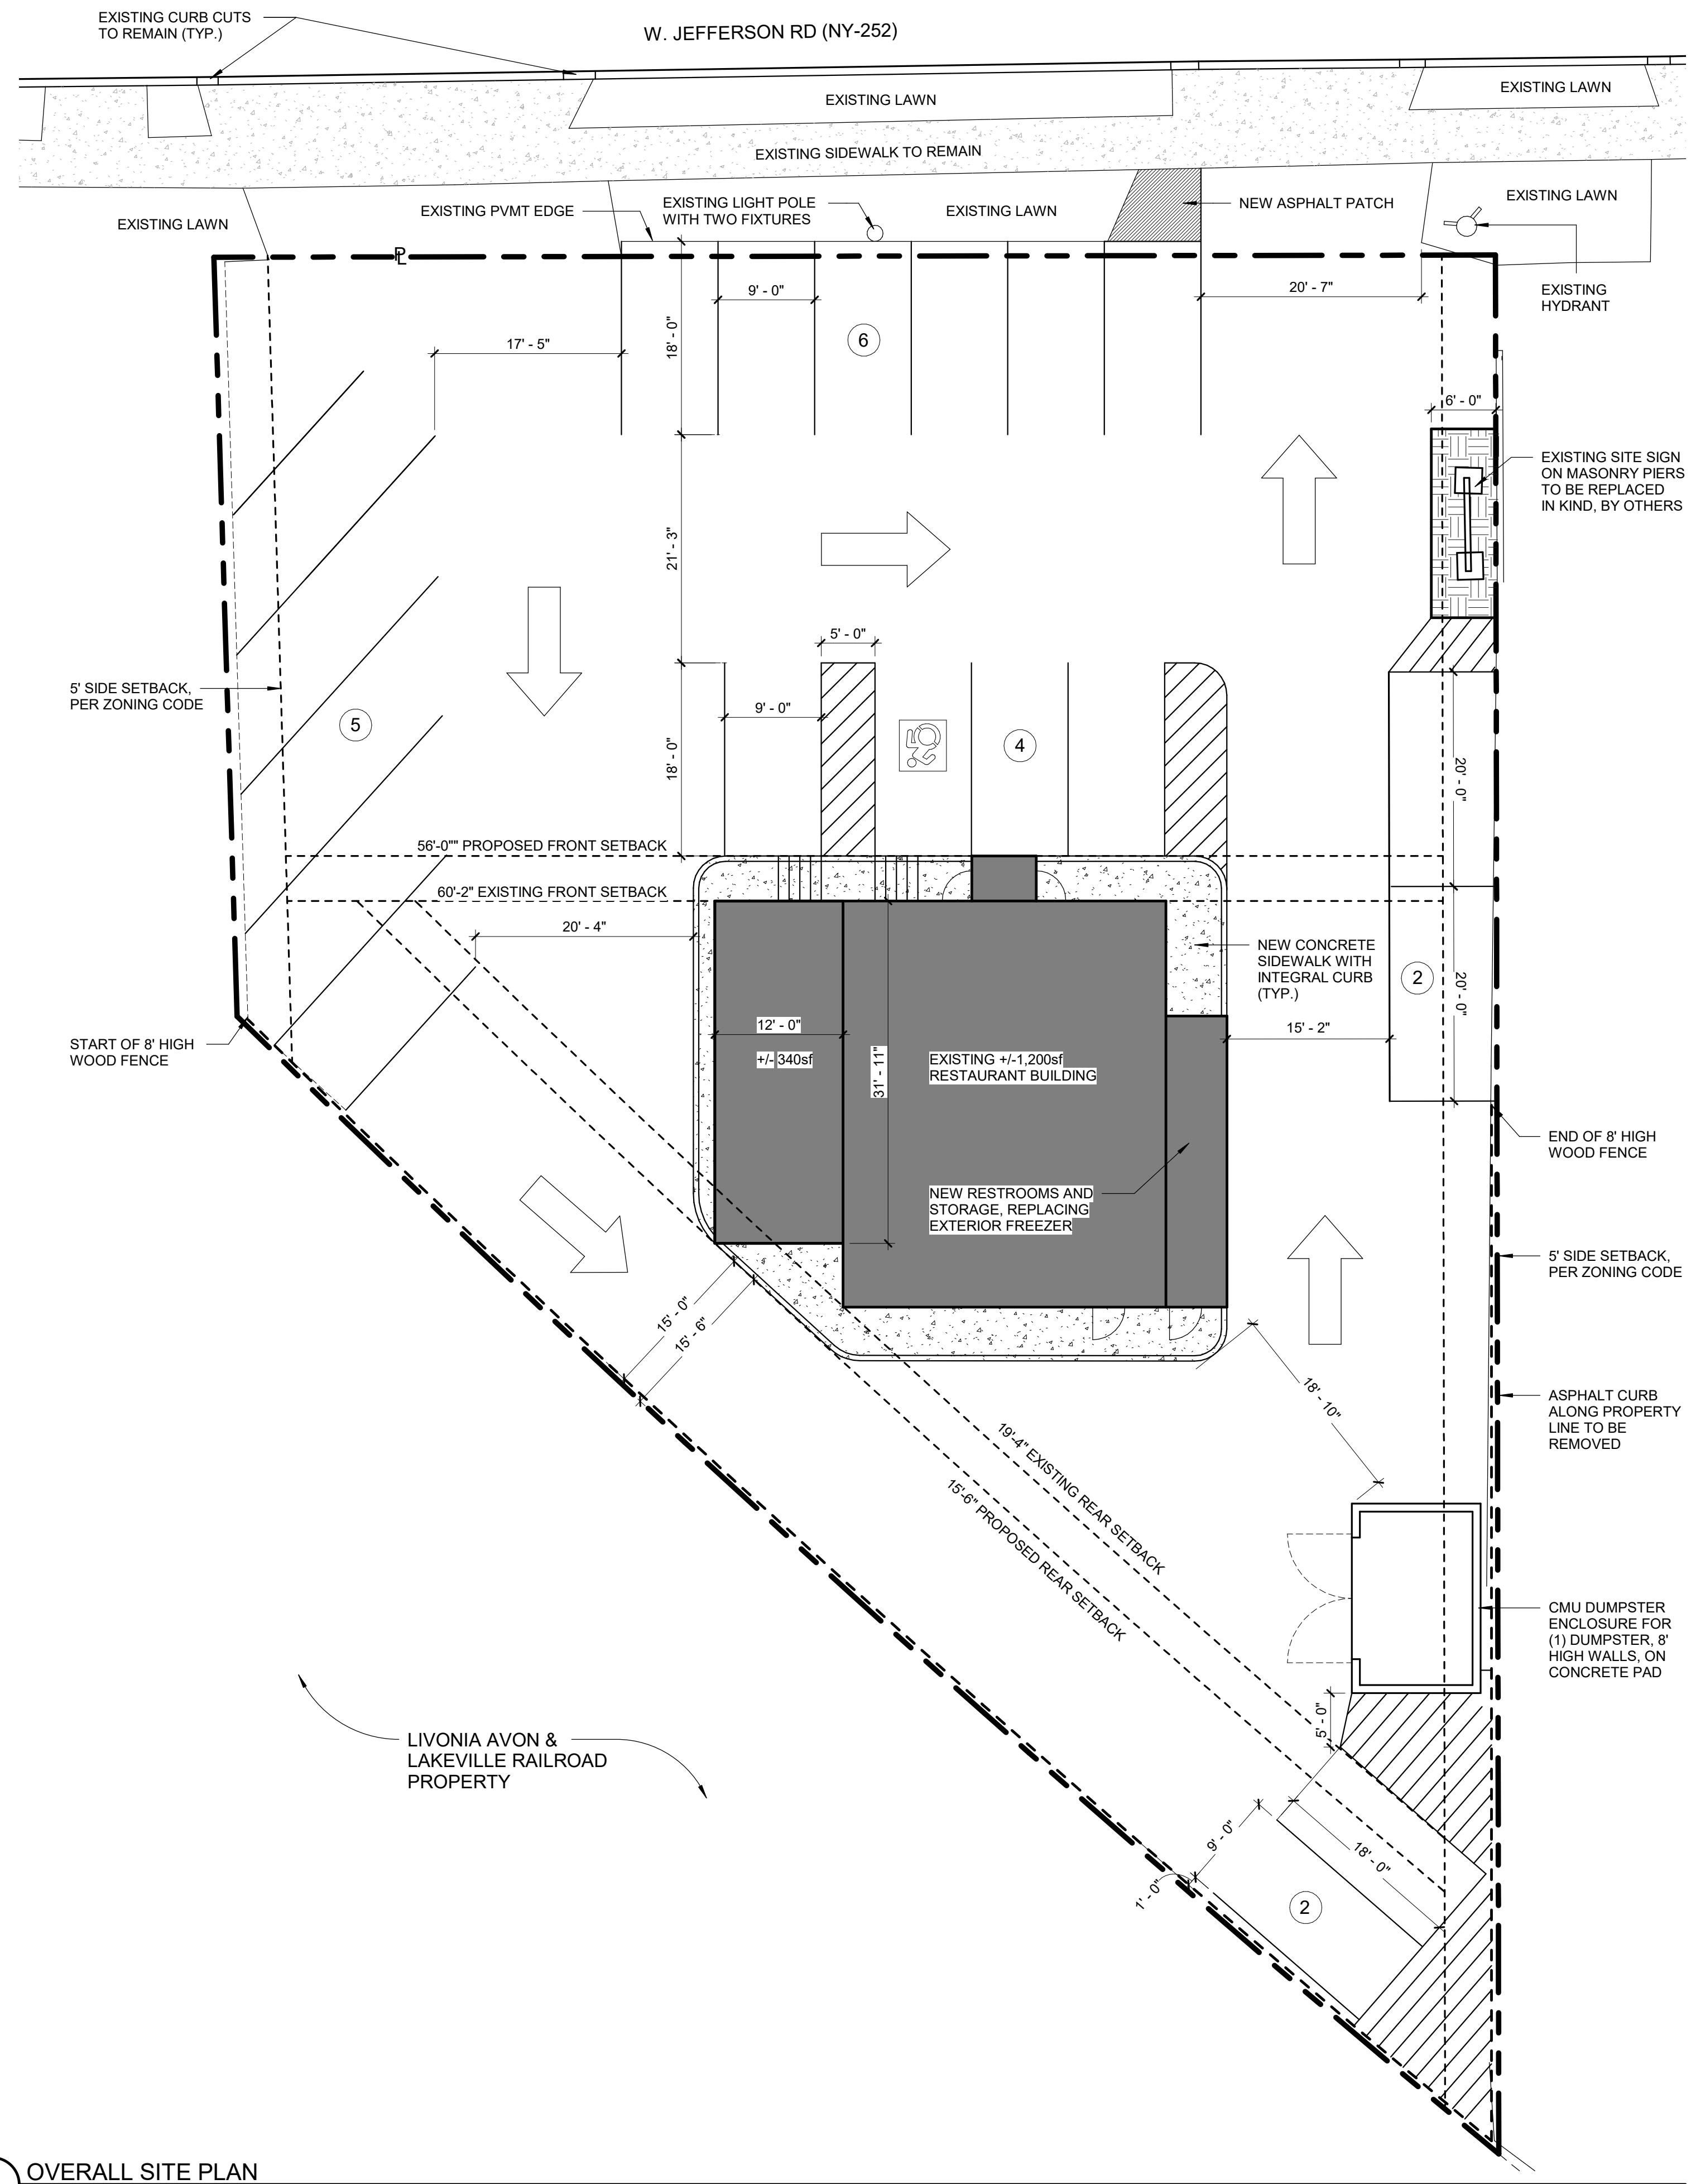 EXISTING CURB CUTS
TO REMAIN (TYP.)
W. JEFFERSON RD (NY-252)
EXISTING LAWN
EXISTING LAWN
EXISTING SIDEWALK TO REMAIN
EXISTING LAWN
EXISTING PVMT EDGE
EXISTING LIGHT POLE
WITH TWO FIXTURES
EXISTING LAWN
NEW ASPHALT PATCH
EXISTING LAWN
PL
9' - 0"
20' - 7"
EXISTING
HYDRANT
18' - 0"
6
17' - 5"
6' - 0"
EXISTING SITE SIGN
ON MASONRY PIERS
TO BE REPLACED
IN KIND, BY OTHERS
21' - 3"
5' - 0"
5' SIDE SETBACK,
PER ZONING CODE
5
9' - 0"
4
18' - 0"
20' - 0"
56'-0"" PROPOSED FRONT SETBACK
60'-2" EXISTING FRONT SETBACK
20' - 4"
NEW CONCRETE
SIDEWALK WITH
INTEGRAL CURB
(TYP.)
2
20' - 0"
START OF 8' HIGH
WOOD FENCE
12' - 0"
+/- 340sf
31' - 11"
EXISTING +/-1,200sf
RESTAURANT BUILDING
15' - 2"
END OF 8' HIGH
WOOD FENCE
NEW RESTROOMS AND
STORAGE, REPLACING
EXTERIOR FREEZER
5' SIDE SETBACK,
PER ZONING CODE
15' - 0"
15' - 6"
18' - 10"
ASPHALT CURB
ALONG PROPERTY
LINE TO BE
REMOVED
19'-4" EXISTING REAR SETBACK
15'-6" PROPOSED REAR SETBACK
CMU DUMPSTER
ENCLOSURE FOR
(1) DUMPSTER, 8'
HIGH WALLS, ON
CONCRETE PAD
5' - 0"
LIVONIA AVON &
LAKEVILLE RAILROAD
PROPERTY
9' - 0"
18' - 0"
1' - 0"
2
OVERALL SITE PLAN